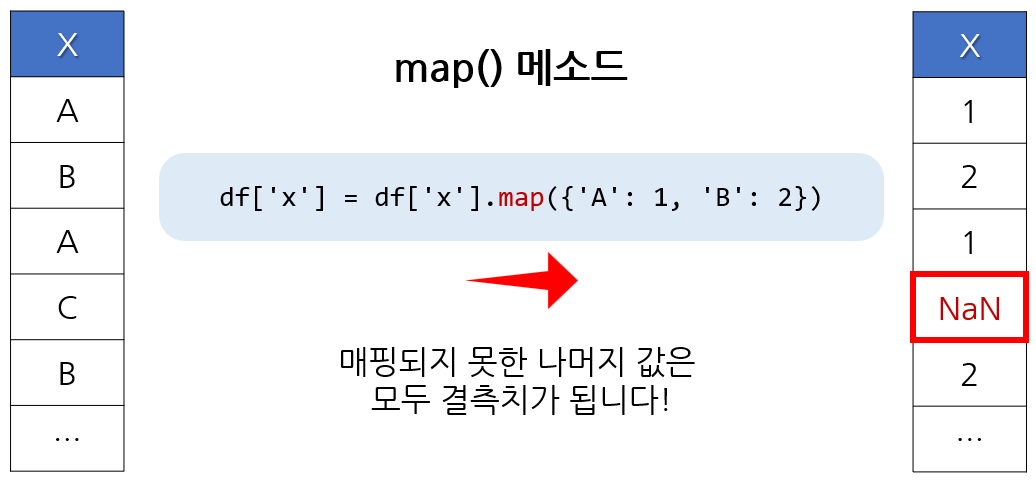 X
A
B
A
C
B
...
map() 메소드
df['x'] = df['x'].map({'A': 1, 'B': 2})
매핑되지 못한 나머지 값은
모두 결측치가 됩니다!
X
1
2
1
NaN
2
...